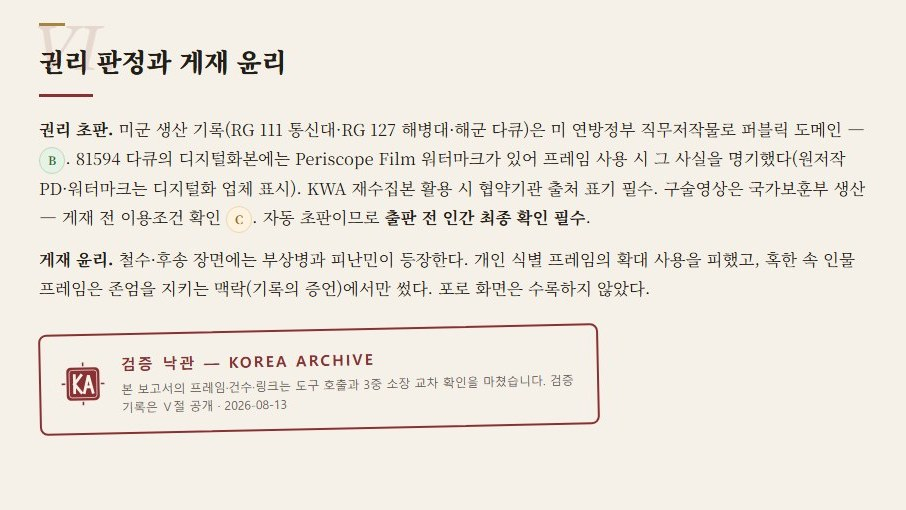 VI
권리 판정과 게재 윤리
권리 초판. 미군 생산 기록(RG 111 통신대·RG 127 해병대·해군 다큐)은 미 연방정부 직무저작물로 퍼블릭 도메인 —
B . 81594 다큐의 디지털화본에는 Periscope Film 워터마크가 있어 프레임 사용 시 그 사실을 명기했다(원저작
PD·워터마크는 디지털화 업체 표시). KWA 재수집본 활용 시 협약기관 출처 표기 필수. 구술영상은 국가보훈부 생산
— 게재 전 이용조건 확인 C . 자동 초판이므로 출판 전 인간 최종 확인 필수.
게재 윤리. 철수·후송 장면에는 부상병과 피난민이 등장한다. 개인 식별 프레임의 확대 사용을 피했고, 혹한 속 인물
프레임은 존엄을 지키는 맥락(기록의 증언)에서만 썼다. 포로 화면은 수록하지 않았다.
KA
검증 낙관 — KOREA ARCHIVE
본 보고서의 프레임·건수·링크는 도구 호출과 3중 소장 교차 확인을 마쳤습니다. 검증
기록은 Ⅴ절 공개 · 2026-08-13